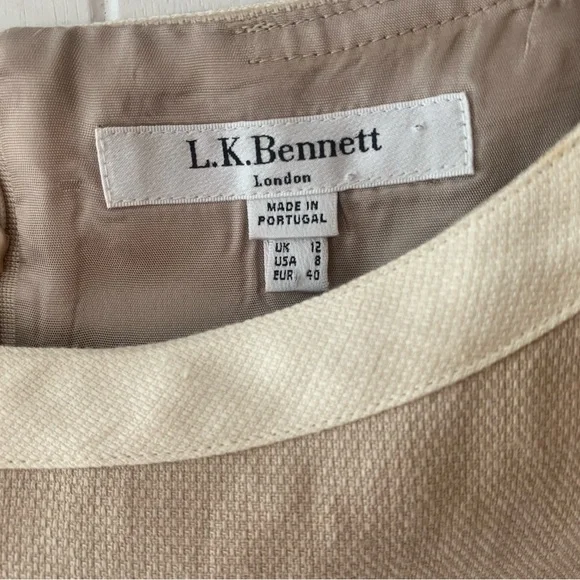 L.K.Bennett
London
MADE IN
PORTUGAL
UK 12
USA 8
EUR 40